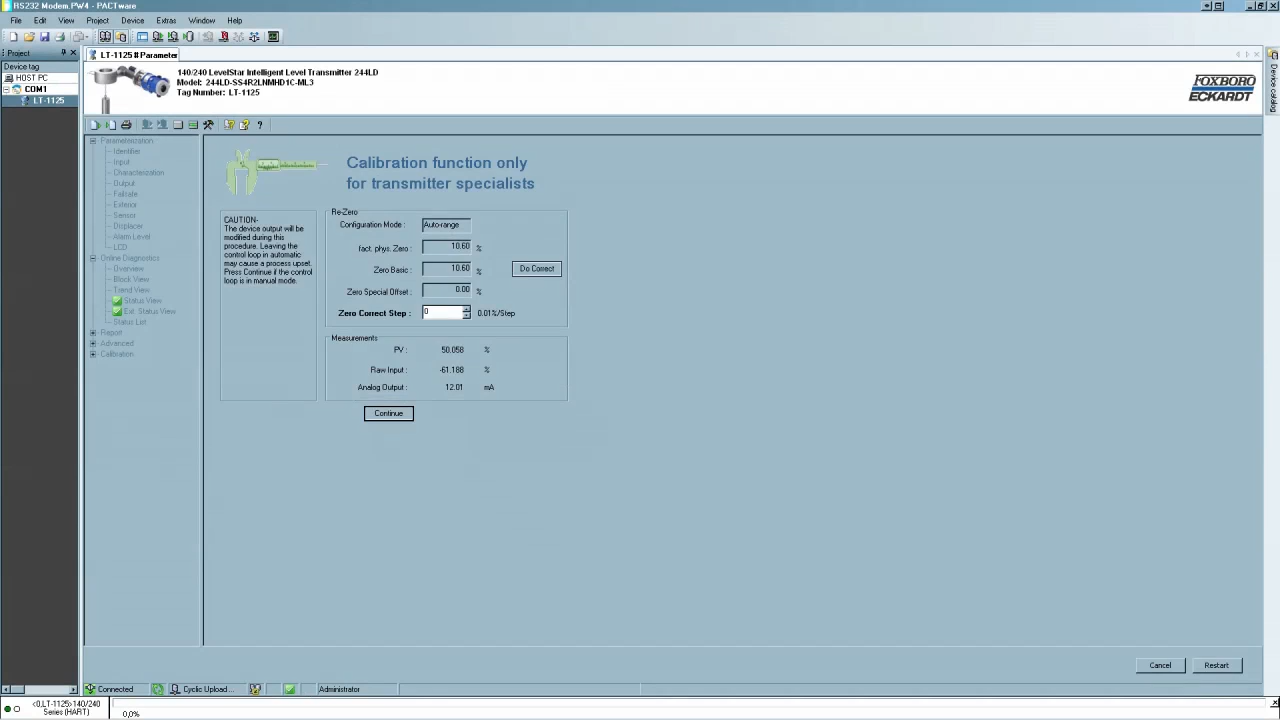 RS232 Modem.PW4 - PACTware
File Edit View Project Device Extras Window Help
Project
LT-1125 # Parameter
Device tag
HOST PC
COM1
LT-1125
140/240 LevelStar Intelligent Level Transmitter 244LD
Model: 244LD-SS4R2LNMHD1C-ML3
Tag Number: LT-1125
FOXBORO
ECKARDT
Device catalog
Parameterization
Identifier
Input
Characterization
Output
Failsafe
Exterior
Sensor
Displacer
Alarm Level
LCD
Online Diagnostics
Overview
Block View
Trend View
Status View
Ext. Status View
Status List
Report
Advanced
Calibration
Calibration function only
for transmitter specialists
CAUTION-
The device output will be
modified during this
procedure. Leaving the
control loop in automatic
may cause a process upset.
Press Continue if the control
loop is in manual mode.
Re-Zero
Configuration Mode : Auto-range
fact. phys. Zero : 10.60 %
Zero Basic : 10.60 % Do Correct
Zero Special Offset : 0.00 %
Zero Correct Step : 0 0.01%/Step
Measurements
PV : 50.058 %
Raw Input : -61.188 %
Analog Output : 12.01 mA
Continue
Cancel Restart
Connected Cyclic Upload... Administrator
<0,LT-1125>140/240
Series (HART)
0,0%